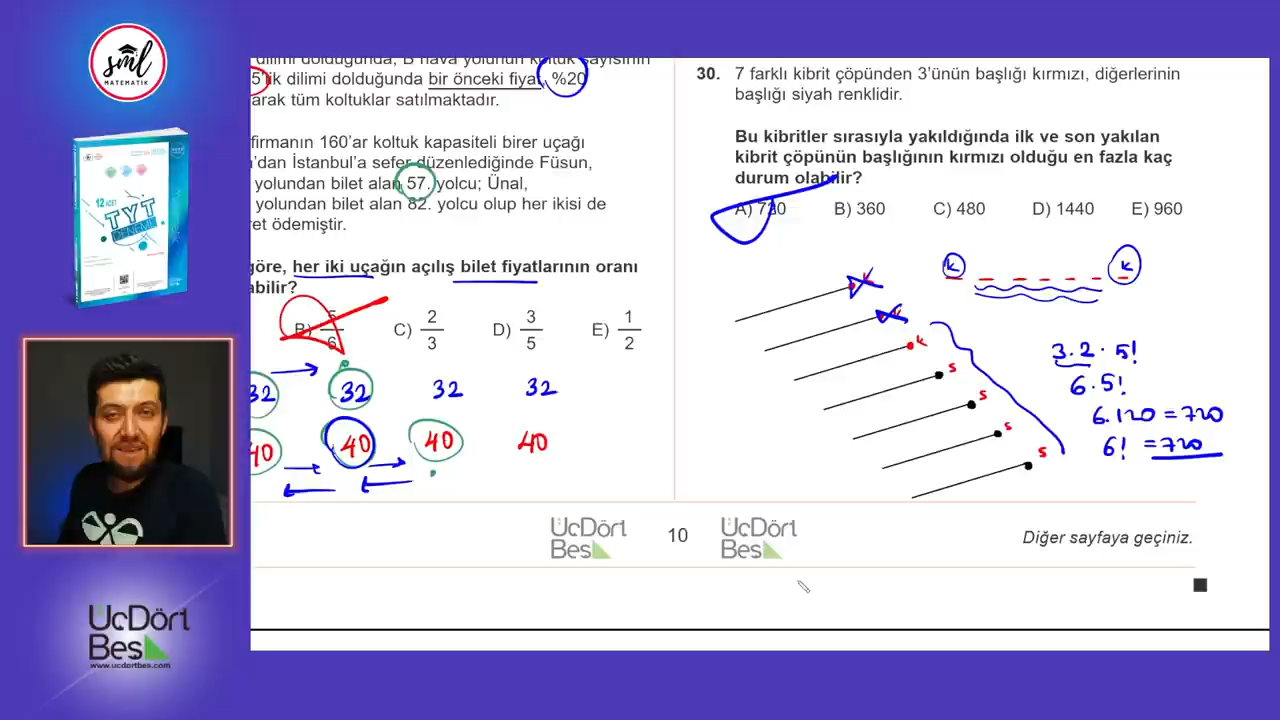 sml
MATEMATİK
12 ADET
TYT
DENEME
ÜçDört
Beş
www.ucdortbes.com
dilimi dolduğunda, B hava yolunun koltuk sayısının
5'lik dilimi dolduğunda bir önceki fiyat, %20
arak tüm koltuklar satılmaktadır.
firmanın 160'ar koltuk kapasiteli birer uçağı
'dan İstanbul'a sefer düzenlediğinde Füsun,
yolundan bilet alan 57. yolcu; Ünal,
yolundan bilet alan 82. yolcu olup her ikisi de
ret ödemiştir.
göre, her iki uçağın açılış bilet fiyatlarının oranı
abilir?
B) 5/6 C) 2/3 D) 3/5 E) 1/2
32 32 32 32
40 40 40 40
30. 7 farklı kibrit çöpünden 3'ünün başlığı kırmızı, diğerlerinin
başlığı siyah renklidir.
Bu kibritler sırasıyla yakıldığında ilk ve son yakılan
kibrit çöpünün başlığının kırmızı olduğu en fazla kaç
durum olabilir?
A) 720 B) 360 C) 480 D) 1440 E) 960
k k
k
s
s
s
s
3.2.5!
6.5!
6.120=720
6! =720
ÜçDört
Beş
10
ÜçDört
Beş
Diğer sayfaya geçiniz.